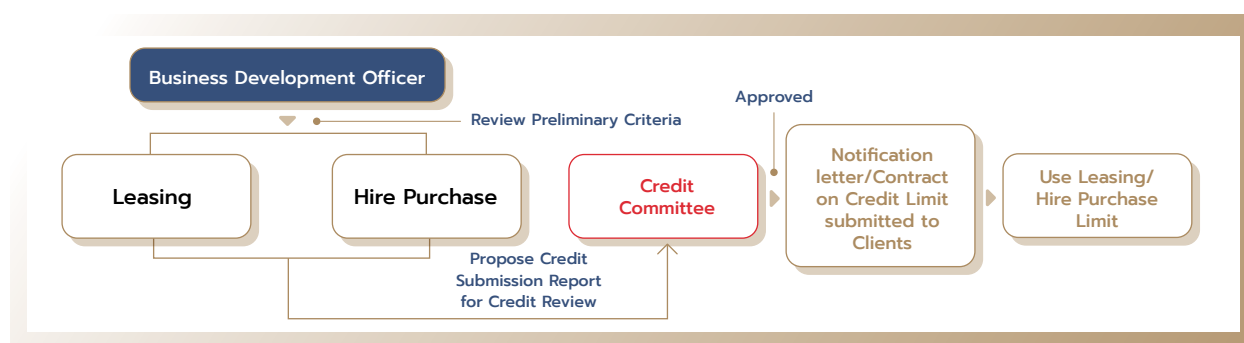 Business Development Officer
Review Preliminary Criteria
Leasing
Hire Purchase
Propose Credit
Submission Report
for Credit Review
Credit
Committee
Approved
Notification
letter/Contract
on Credit Limit
submitted to
Clients
Use Leasing/
Hire Purchase
Limit